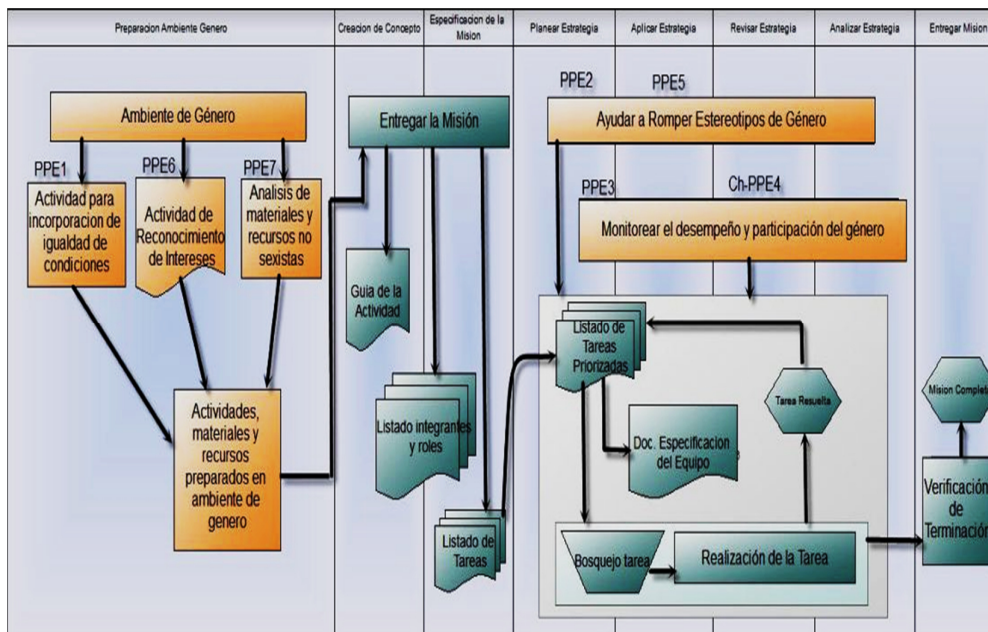 Preparacion Ambiente Genero
Creacion de Concepto
Especificacion de la
Mision
Planear Estrategia
Aplicar Estrategia
Revisar Estrategia
Analizar Estrategia
Entregar Mision
Ambiente de Género
PPE1
PPE6
PPE7
Actividad para
incorporacion de
igualdad de
condiciones
Actividad de
Reconocimiento
de Intereses
Analisis de
materiales y
recursos no
sexistas
Actividades,
materiales y
recursos
preparados en
ambiente de
genero
Entregar la Misión
Guia de la
Actividad
Listado integrantes
y roles
Listado de
Tareas
PPE2
PPE5
Ayudar a Romper Estereotipos de Género
PPE3
Ch-PPE4
Monitorear el desempeño y participación del género
Listado de
Tareas
Priorizadas
Doc. Especificacion
del Equipo
Tarea Resuelta
Bosquejo tarea
Realización de la Tarea
Mision Complet
Verificación
de
Terminación